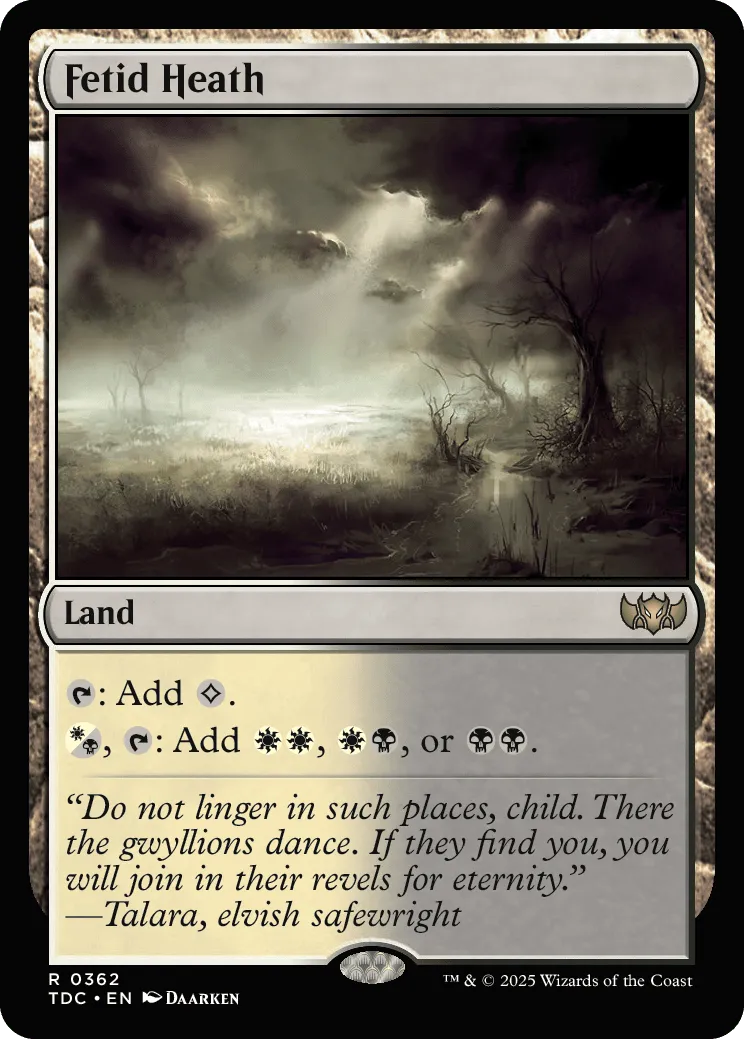 Fetid Heath
Land
: Add .
, : Add , , or .
“Do not linger in such places, child. There
the gwyllions dance. If they find you, you
will join in their revels for eternity.”
—Talara, elvish safewright
R 0362
TDC • EN DAARKEN
™ & © 2025 Wizards of the Coast